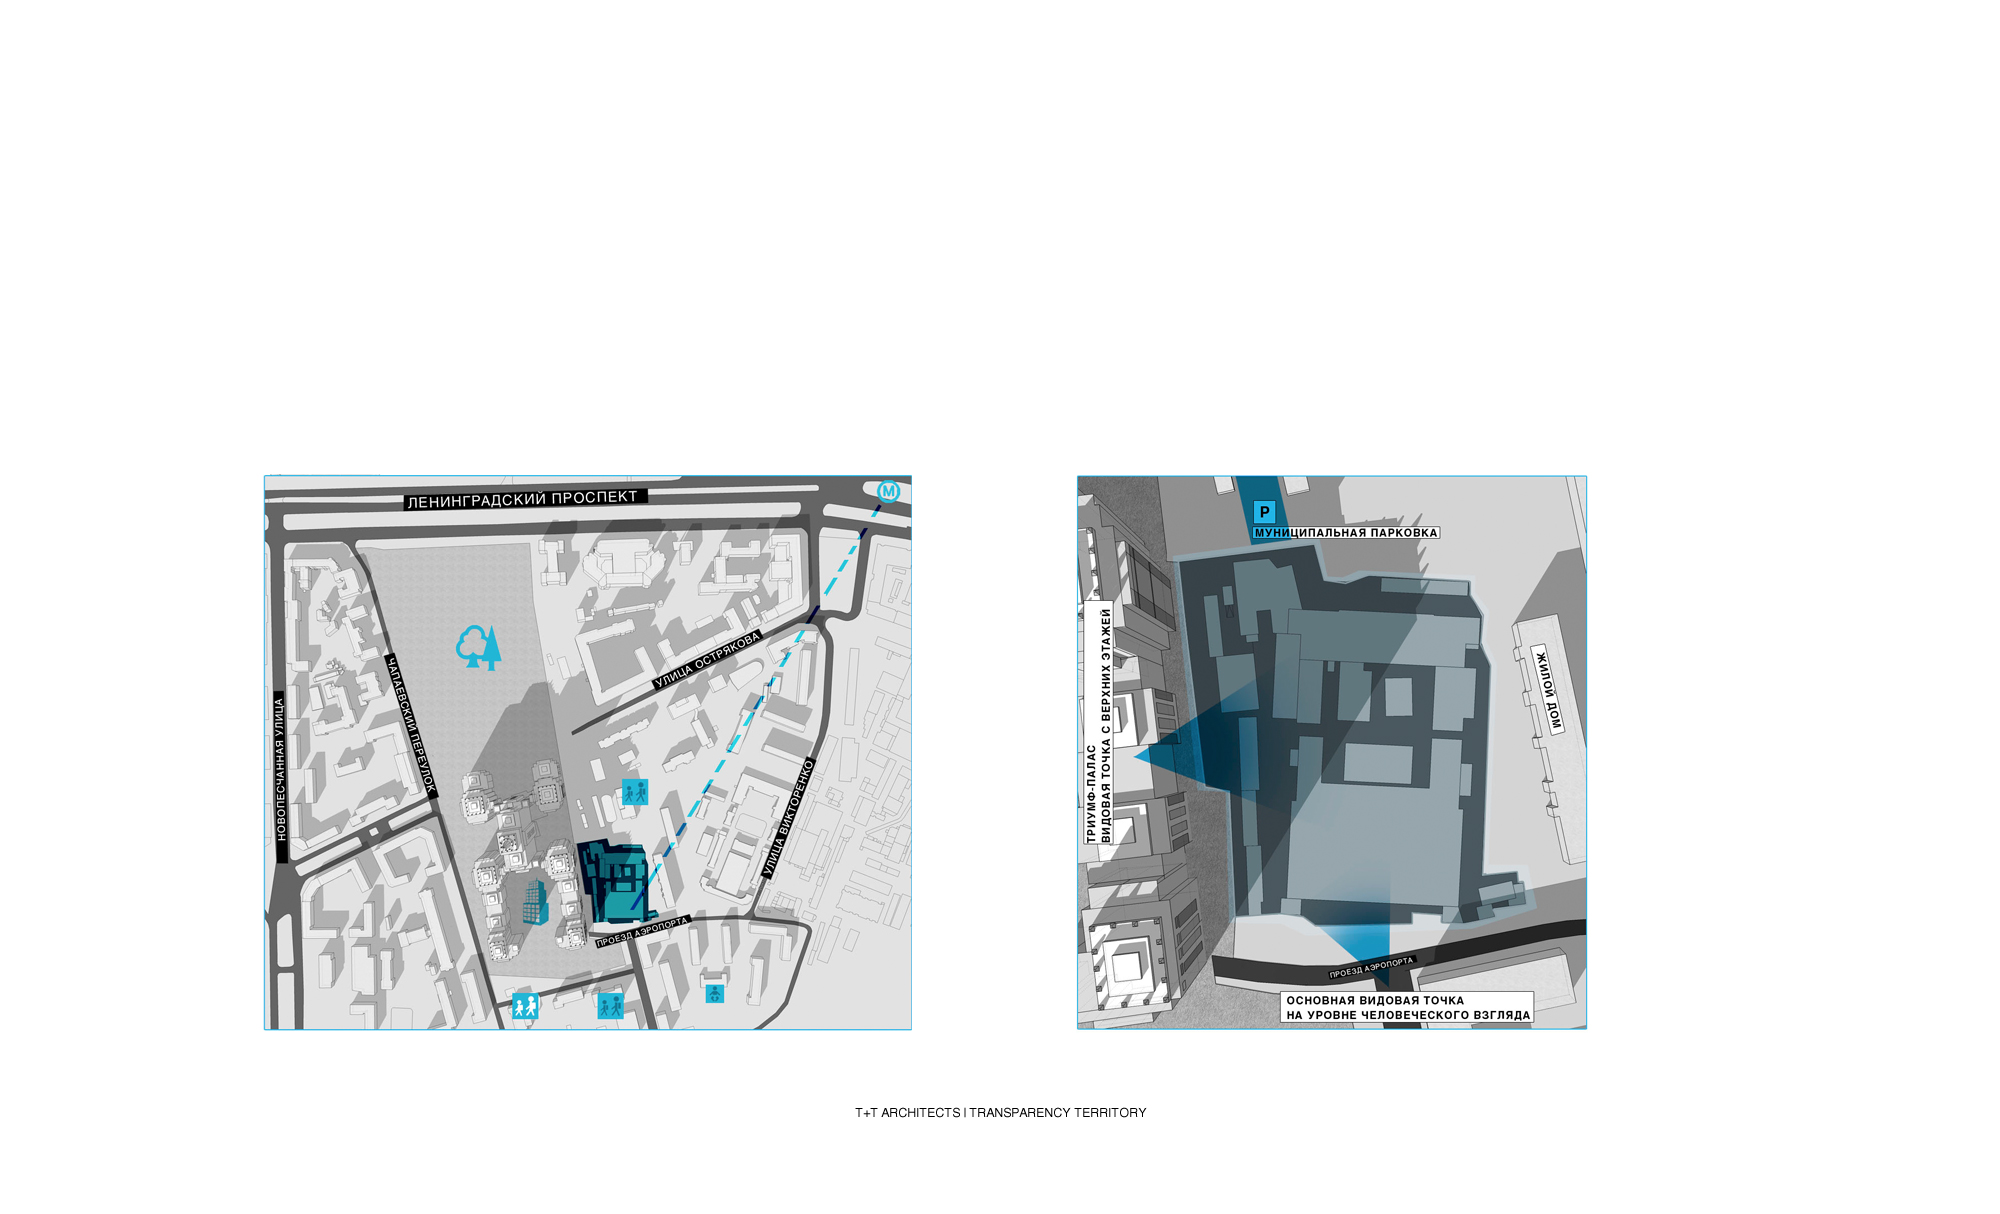 ЛЕНИНГРАДСКИЙ ПРОСПЕКТ
M
УЛИЦА ОСТРЯКОВА
ЧАПАЕВСКИЙ ПЕРЕУЛОК
НОВОПЕСЧАННАЯ УЛИЦА
УЛИЦА ВИКТОРЕНКО
ПРОЕЗД АЭРОПОРТА
P
МУНИЦИПАЛЬНАЯ ПАРКОВКА
ТРИУМФ-ПАЛАС
ВИДОВАЯ ТОЧКА С ВЕРХНИХ ЭТАЖЕЙ
ЖИЛОЙ ДОМ
ПРОЕЗД АЭРОПОРТА
ОСНОВНАЯ ВИДОВАЯ ТОЧКА
НА УРОВНЕ ЧЕЛОВЕЧЕСКОГО ВЗГЛЯДА
T+T ARCHITECTS | TRANSPARENCY TERRITORY